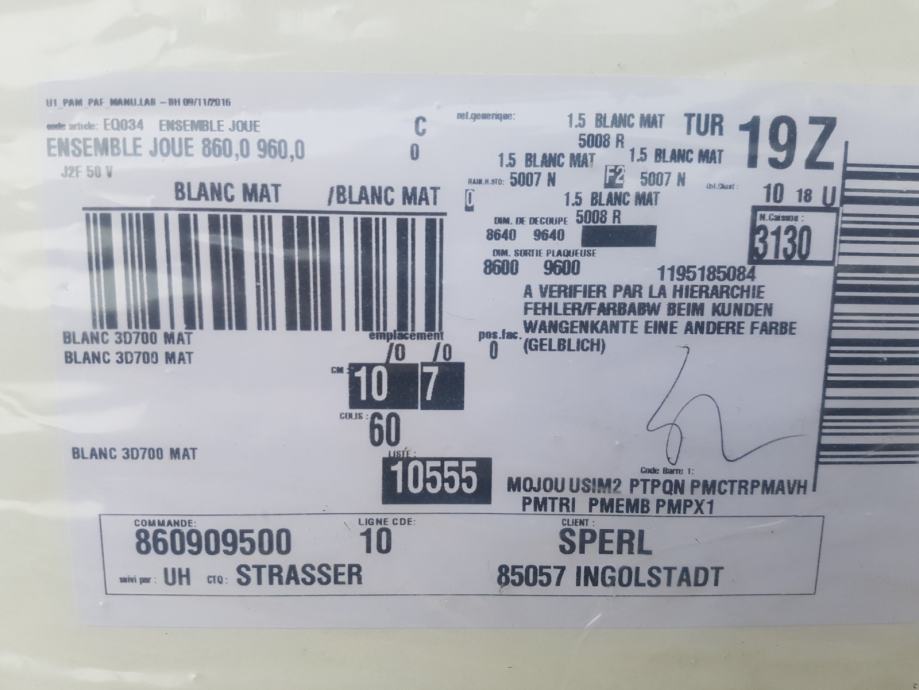 U1_PAM_PAF_MANU.LAB - BH 09/11/2016
code article: EQ034 ENSEMBLE JOUE
ENSEMBLE JOUE 860,0 960,0
J2F 50 V
C
0
BLANC MAT /BLANC MAT
ref.generique:
1.5 BLANC MAT
5008 R
1.5 BLANC MAT 1.5 BLANC MAT
5007 N F2 5007 N
0
1.5 BLANC MAT
5008 R
TUR 19Z
10 18 U
N.Caisson :
3130
DIM. DE DECOUPE
8640 9640
DIM. SORTIE PLAQUEUSE
8600 9600
1195185084
A VERIFIER PAR LA HIERARCHIE
FEHLER/FARBABW BEIM KUNDEN
WANGENKANTE EINE ANDERE FARBE
(GELBLICH)
BLANC 3D700 MAT
BLANC 3D700 MAT
emplacement
/0 /0
pos.fac.
0
CM :
10 7
COLIS :
60
BLANC 3D700 MAT
LISTE :
10555
Code Barre 1:
MOJOU USIM2 PTPQN PMCTRPMAVH
PMTRI PMEMB PMPX1
COMMANDE: LIGNE CDE: CLIENT :
860909500 10 SPERL
suivi par : UH CTQ : STRASSER 85057 INGOLSTADT